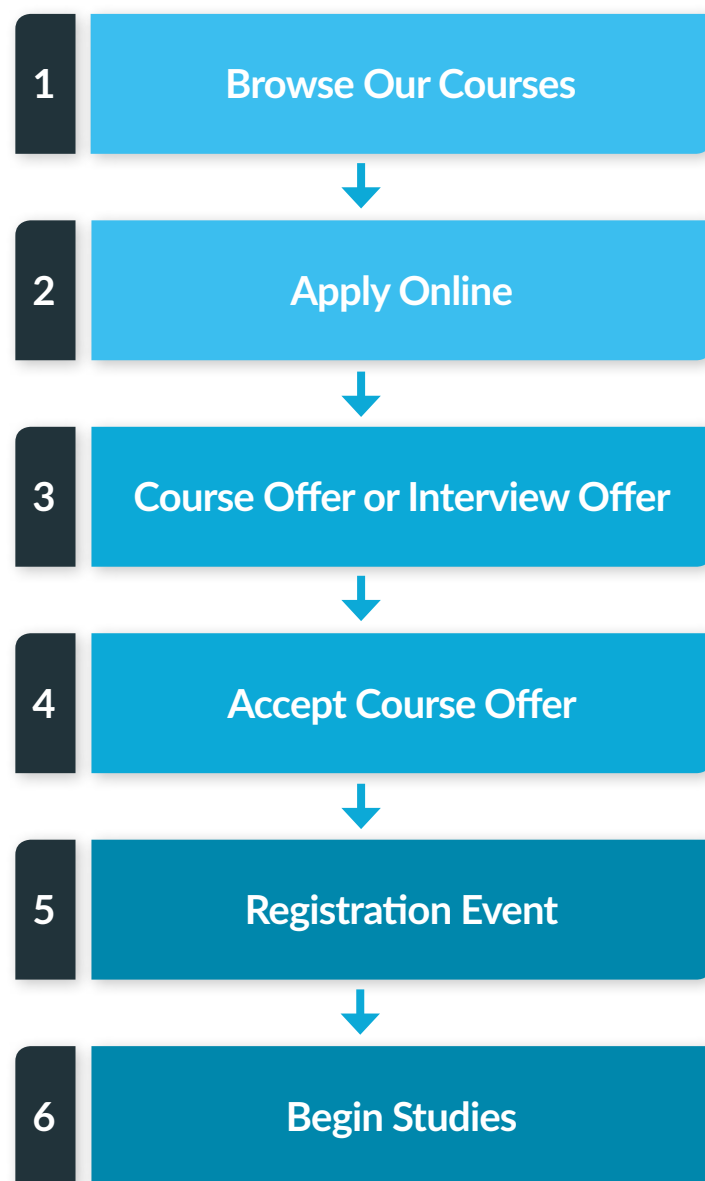 1 Browse Our Courses
2 Apply Online
3 Course Offer or Interview Offer
4 Accept Course Offer
5 Registration Event
6 Begin Studies